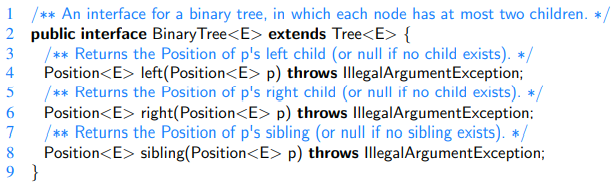 1 /** An interface for a binary tree, in which each node has at most two children. */
2 public interface BinaryTree<E> extends Tree<E> {
3 /** Returns the Position of p's left child (or null if no child exists). */
4 Position<E> left(Position<E> p) throws IllegalArgumentException;
5 /** Returns the Position of p's right child (or null if no child exists). */
6 Position<E> right(Position<E> p) throws IllegalArgumentException;
7 /** Returns the Position of p's sibling (or null if no sibling exists). */
8 Position<E> sibling(Position<E> p) throws IllegalArgumentException;
9 }